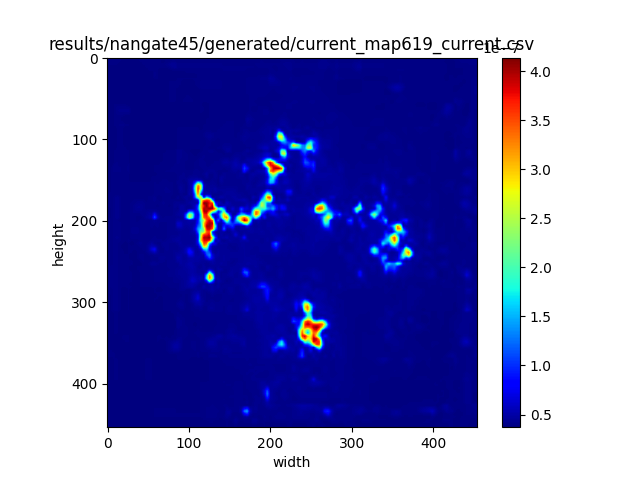 results/nangate45/generated/current_map619_current.csv
1e−7
0
100
200
300
400
height
0 100 200 300 400
width
4.0
3.5
3.0
2.5
2.0
1.5
1.0
0.5